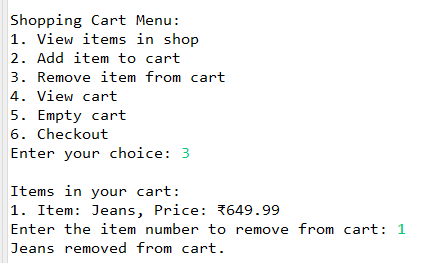 Shopping Cart Menu:
1. View items in shop
2. Add item to cart
3. Remove item from cart
4. View cart
5. Empty cart
6. Checkout
Enter your choice: 3
Items in your cart:
1. Item: Jeans, Price: ₹649.99
Enter the item number to remove from cart: 1
Jeans removed from cart.